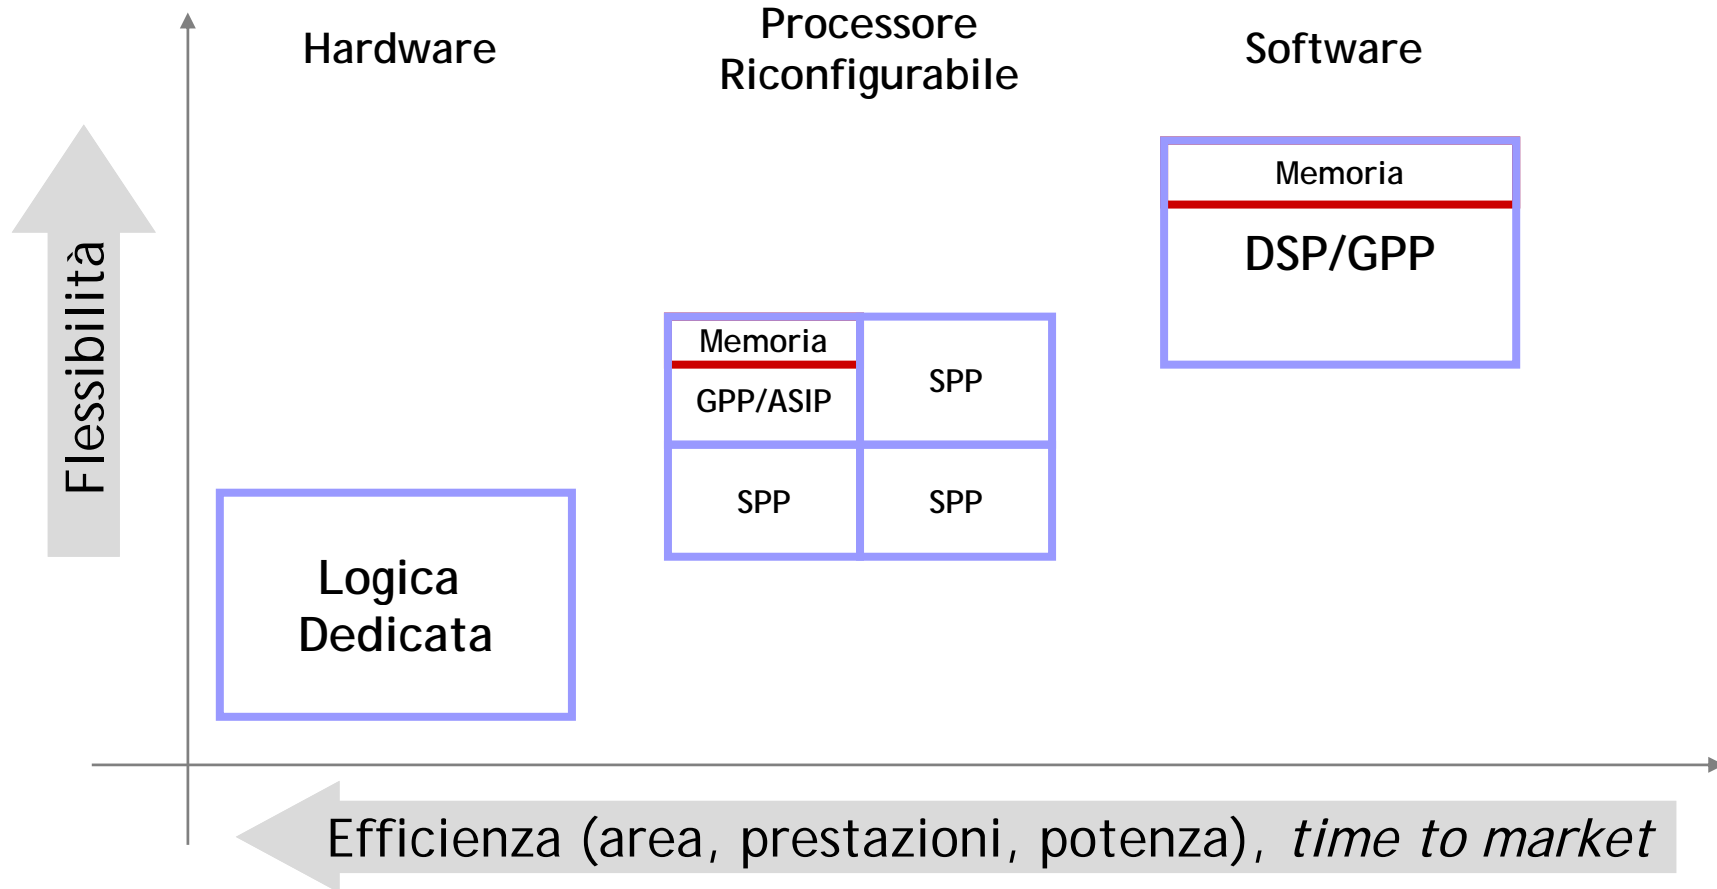 Hardware
Processore
Riconfigurabile
Software
Flessibilità
Memoria
DSP/GPP
Memoria
GPP/ASIP
SPP
SPP
SPP
Logica
Dedicata
Efficienza (area, prestazioni, potenza), time to market